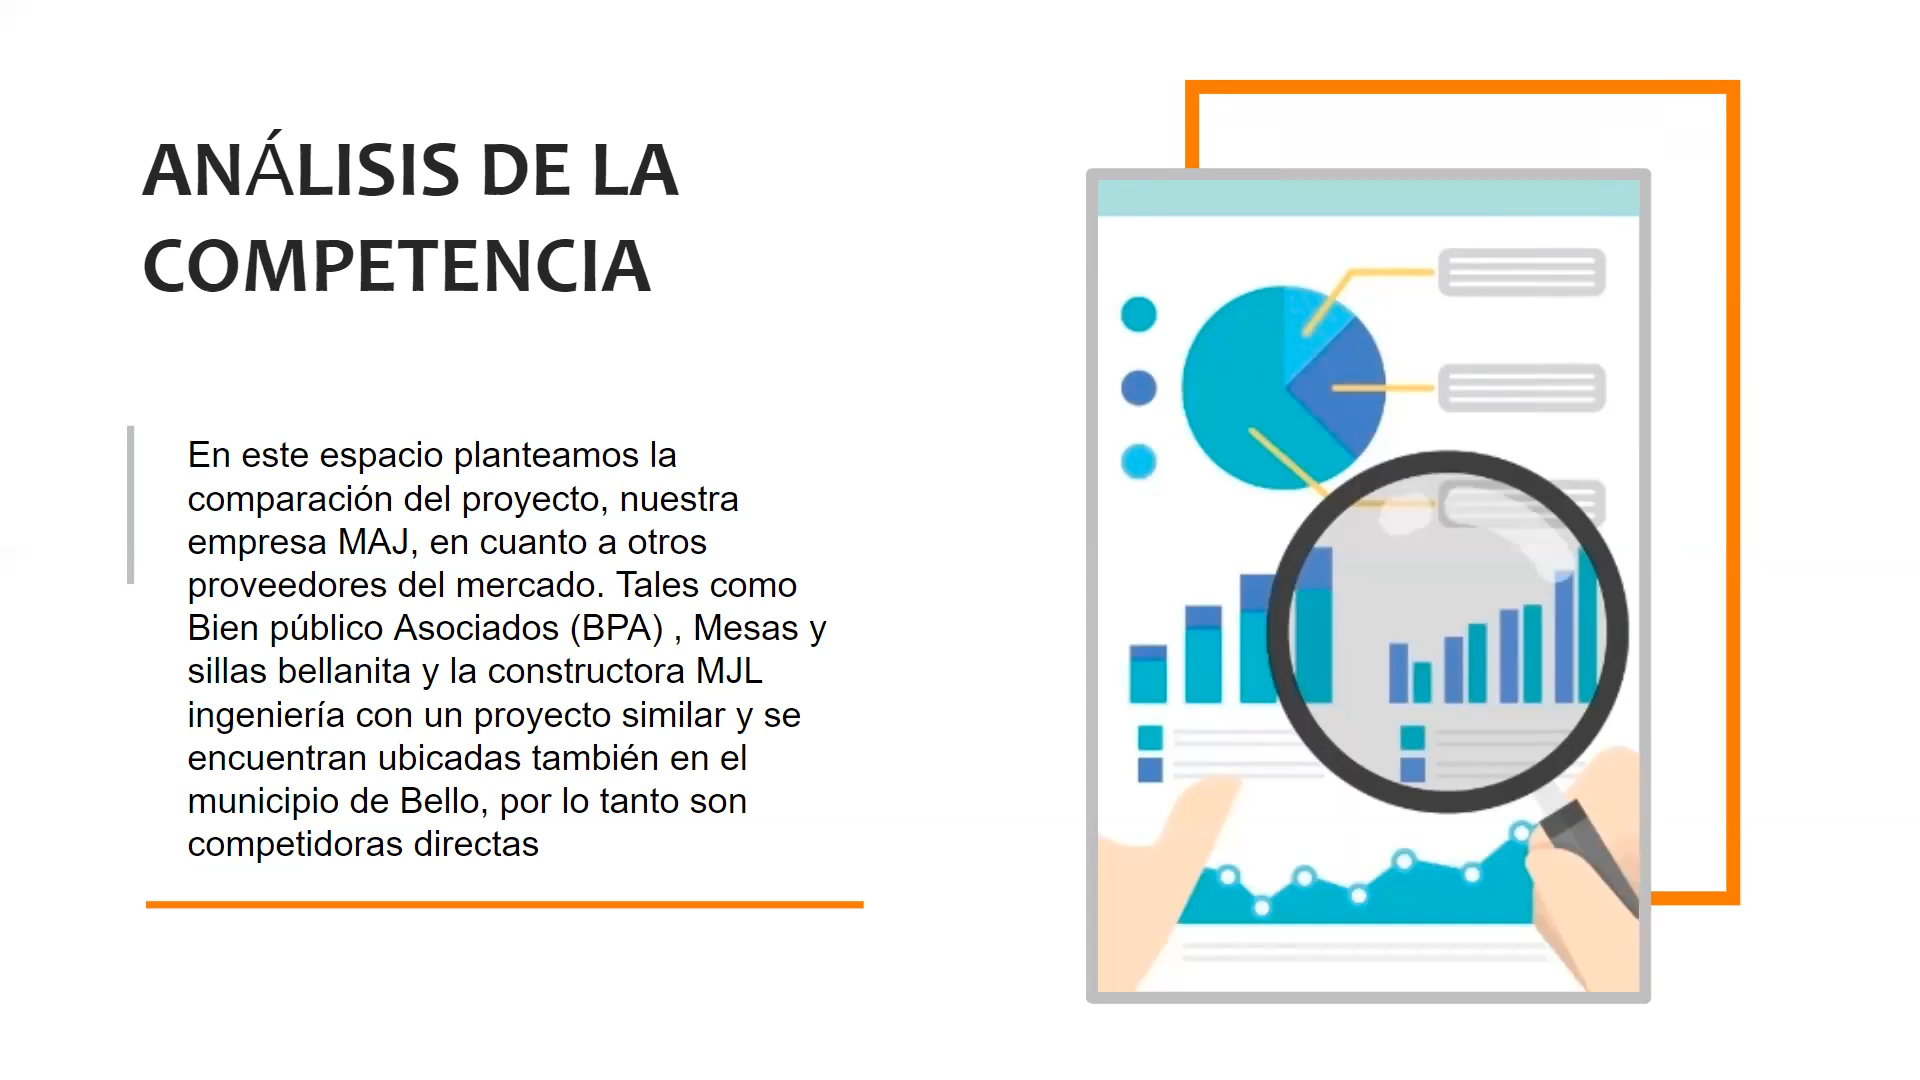 ANÁLISIS DE LA
COMPETENCIA
En este espacio planteamos la
comparación del proyecto, nuestra
empresa MAJ, en cuanto a otros
proveedores del mercado. Tales como
Bien público Asociados (BPA) , Mesas y
sillas bellanita y la constructora MJL
ingeniería con un proyecto similar y se
encuentran ubicadas también en el
municipio de Bello, por lo tanto son
competidoras directas